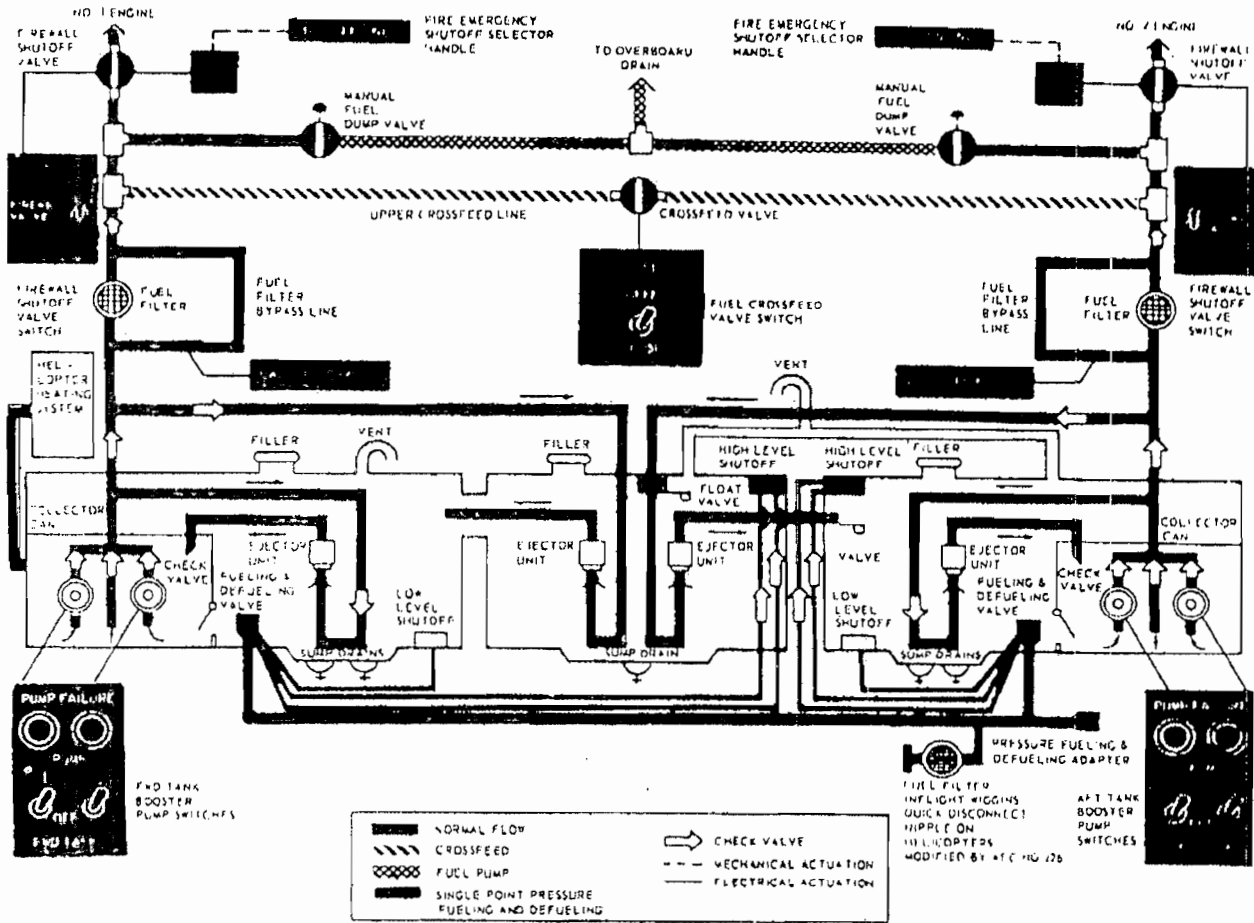 NO. 1 ENGINE
FIREWALL
SHUTOFF
VALVE
FIRE EMERGENCY
SHUTOFF SELECTOR
HANDLE
FIRE EMERGENCY
SHUTOFF SELECTOR
HANDLE
NO. 2 ENGINE
FIREWALL
SHUTOFF
VALVE
TO OVERBOARD
DRAIN
MANUAL
FUEL
DUMP VALVE
MANUAL
FUEL
DUMP
VALVE
VALVE
UPPER CROSSFEED LINE
CROSSFEED VALVE
FIREWALL
SHUTOFF
VALVE
SWITCH
FUEL
FILTER
FUEL
FILTER
BYPASS LINE
FUEL CROSSFEED
VALVE SWITCH
FUEL
FILTER
BYPASS
LINE
FUEL
FILTER
FIREWALL
SHUTOFF
VALVE
SWITCH
HELI-
COPTER
HEATING
SYSTEM
VENT
FILLER
VENT
FILLER
HIGH LEVEL
SHUTOFF
HIGH LEVEL
SHUTOFF
FILLER
FLOAT
VALVE
COLLECTOR
CAN
COLLECTOR
CAN
CHECK
VALVE
EJECTOR
UNIT
FUELING &
DEFUELING
VALVE
EJECTOR
UNIT
EJECTOR
UNIT
VALVE
EJECTOR
UNIT
FUELING &
DEFUELING
VALVE
CHECK
VALVE
LOW
LEVEL
SHUTOFF
LOW
LEVEL
SHUTOFF
SUMP DRAINS
SUMP DRAIN
SUMP DRAINS
PUMP FAILURE
OFF
FWD TANK
FWD TANK
BOOSTER
PUMP SWITCHES
PRESSURE FUELING &
DEFUELING ADAPTER
FUEL FILTER
INFLIGHT WIGGINS
QUICK DISCONNECT
NIPPLE ON
HELICOPTERS
MODIFIED BY AFC NO 226
AFT TANK
BOOSTER
PUMP
SWITCHES
NORMAL FLOW
CROSSFEED
FUEL PUMP
SINGLE POINT PRESSURE
FUELING AND DEFUELING
CHECK VALVE
MECHANICAL ACTUATION
ELECTRICAL ACTUATION